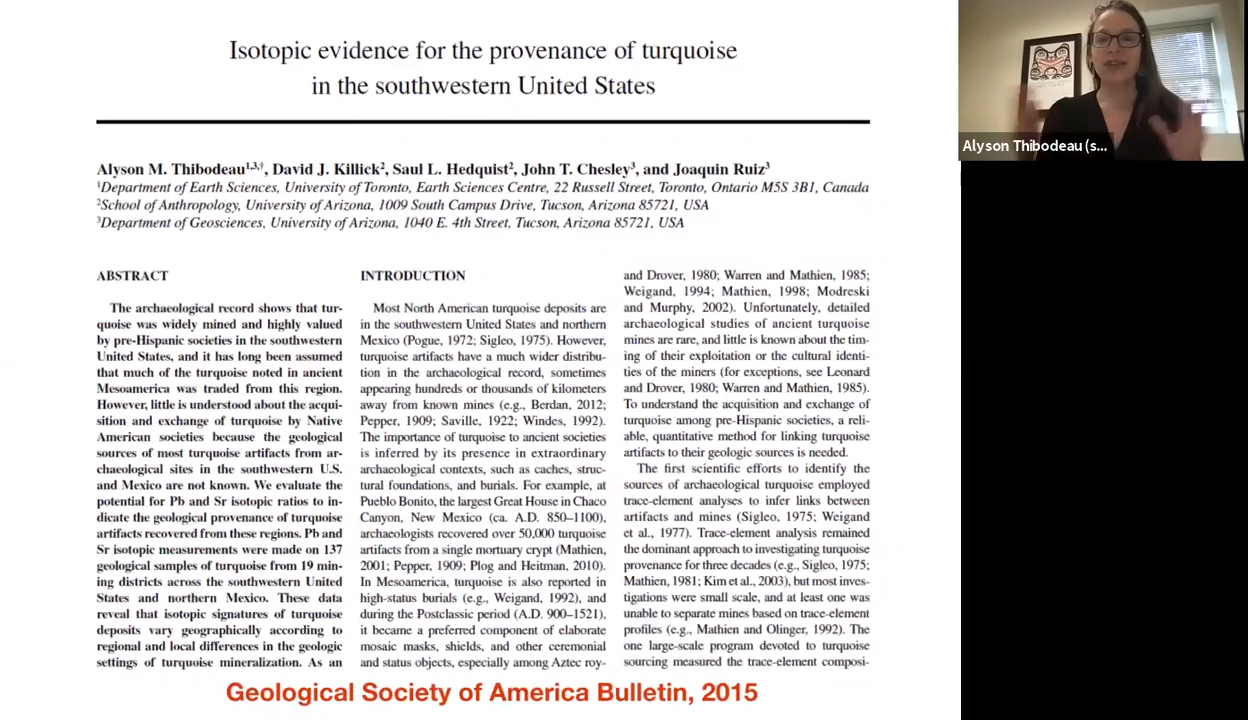 Isotopic evidence for the provenance of turquoise
in the southwestern United States
Alyson M. Thibodeau1,3,†, David J. Killick2, Saul L. Hedquist2, John T. Chesley3, and Joaquin Ruiz3
1Department of Earth Sciences, University of Toronto, Earth Sciences Centre, 22 Russell Street, Toronto, Ontario M5S 3B1, Canada
2School of Anthropology, University of Arizona, 1009 South Campus Drive, Tucson, Arizona 85721, USA
3Department of Geosciences, University of Arizona, 1040 E. 4th Street, Tucson, Arizona 85721, USA
ABSTRACT
The archaeological record shows that tur-
quoise was widely mined and highly valued
by pre-Hispanic societies in the southwestern
United States, and it has long been assumed
that much of the turquoise noted in ancient
Mesoamerica was traded from this region.
However, little is understood about the acqui-
sition and exchange of turquoise by Native
American societies because the geological
sources of most turquoise artifacts from ar-
chaeological sites in the southwestern U.S.
and Mexico are not known. We evaluate the
potential for Pb and Sr isotopic ratios to in-
dicate the geological provenance of turquoise
artifacts recovered from these regions. Pb and
Sr isotopic measurements were made on 137
geological samples of turquoise from 19 min-
ing districts across the southwestern United
States and northern Mexico. These data
reveal that isotopic signatures of turquoise
deposits vary geographically according to
regional and local differences in the geologic
settings of turquoise mineralization. As an
INTRODUCTION
Most North American turquoise deposits are
in the southwestern United States and northern
Mexico (Pogue, 1972; Sigleo, 1975). However,
turquoise artifacts have a much wider distribu-
tion in the archaeological record, sometimes
appearing hundreds or thousands of kilometers
away from known mines (e.g., Berdan, 2012;
Pepper, 1909; Saville, 1922; Windes, 1992).
The importance of turquoise to ancient societies
is inferred by its presence in extraordinary
archaeological contexts, such as caches, struc-
tural foundations, and burials. For example, at
Pueblo Bonito, the largest Great House in Chaco
Canyon, New Mexico (ca. A.D. 850–1100),
archaeologists recovered over 50,000 turquoise
artifacts from a single mortuary crypt (Mathien,
2001; Pepper, 1909; Plog and Heitman, 2010).
In Mesoamerica, turquoise is also reported in
high-status burials (e.g., Weigand, 1992), and
during the Postclassic period (A.D. 900–1521),
it became a preferred component of elaborate
mosaic masks, shields, and other ceremonial
and status objects, especially among Aztec roy-
and Drover, 1980; Warren and Mathien, 1985;
Weigand, 1994; Mathien, 1998; Modreski
and Murphy, 2002). Unfortunately, detailed
archaeological studies of ancient turquoise
mines are rare, and little is known about the tim-
ing of their exploitation or the cultural identi-
ties of the miners (for exceptions, see Leonard
and Drover, 1980; Warren and Mathien, 1985).
To understand the acquisition and exchange of
turquoise among pre-Hispanic societies, a reli-
able, quantitative method for linking turquoise
artifacts to their geologic sources is needed.
The first scientific efforts to identify the
sources of archaeological turquoise employed
trace-element analyses to infer links between
artifacts and mines (Sigleo, 1975; Weigand
et al., 1977). Trace-element analysis remained
the dominant approach to investigating turquoise
provenance for three decades (e.g., Sigleo, 1975;
Mathien, 1981; Kim et al., 2003), but most inves-
tigations were small scale, and at least one was
unable to separate mines based on trace-element
profiles (e.g., Mathien and Olinger, 1992). The
one large-scale program devoted to turquoise
sourcing measured the trace-element composi-
Geological Society of America Bulletin, 2015
Alyson Thibodeau (s...